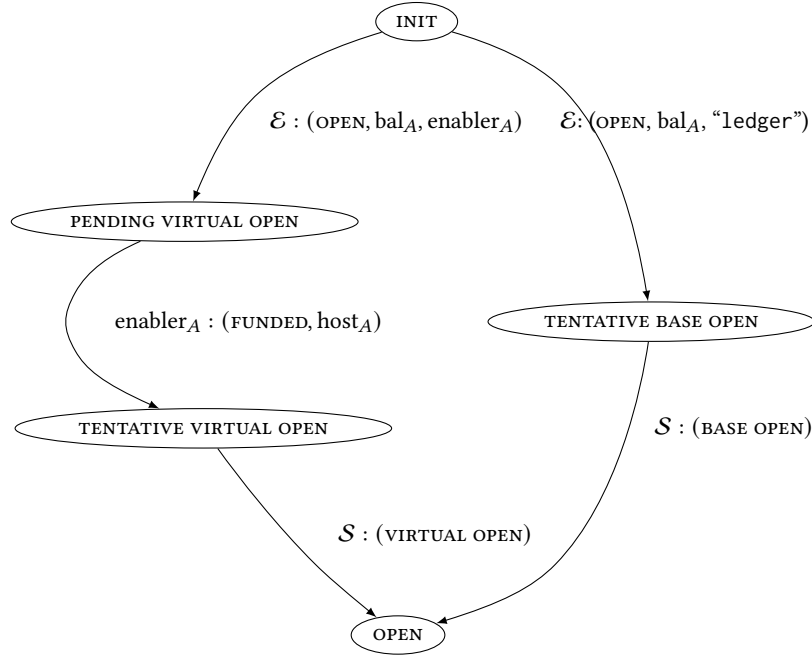 INIT
ℰ : (OPEN, bal_A, enabler_A) ℰ: (OPEN, bal_A, “ledger”)
PENDING VIRTUAL OPEN
enabler_A : (FUNDED, host_A)
TENTATIVE BASE OPEN
TENTATIVE VIRTUAL OPEN
𝒮 : (BASE OPEN)
𝒮 : (VIRTUAL OPEN)
OPEN